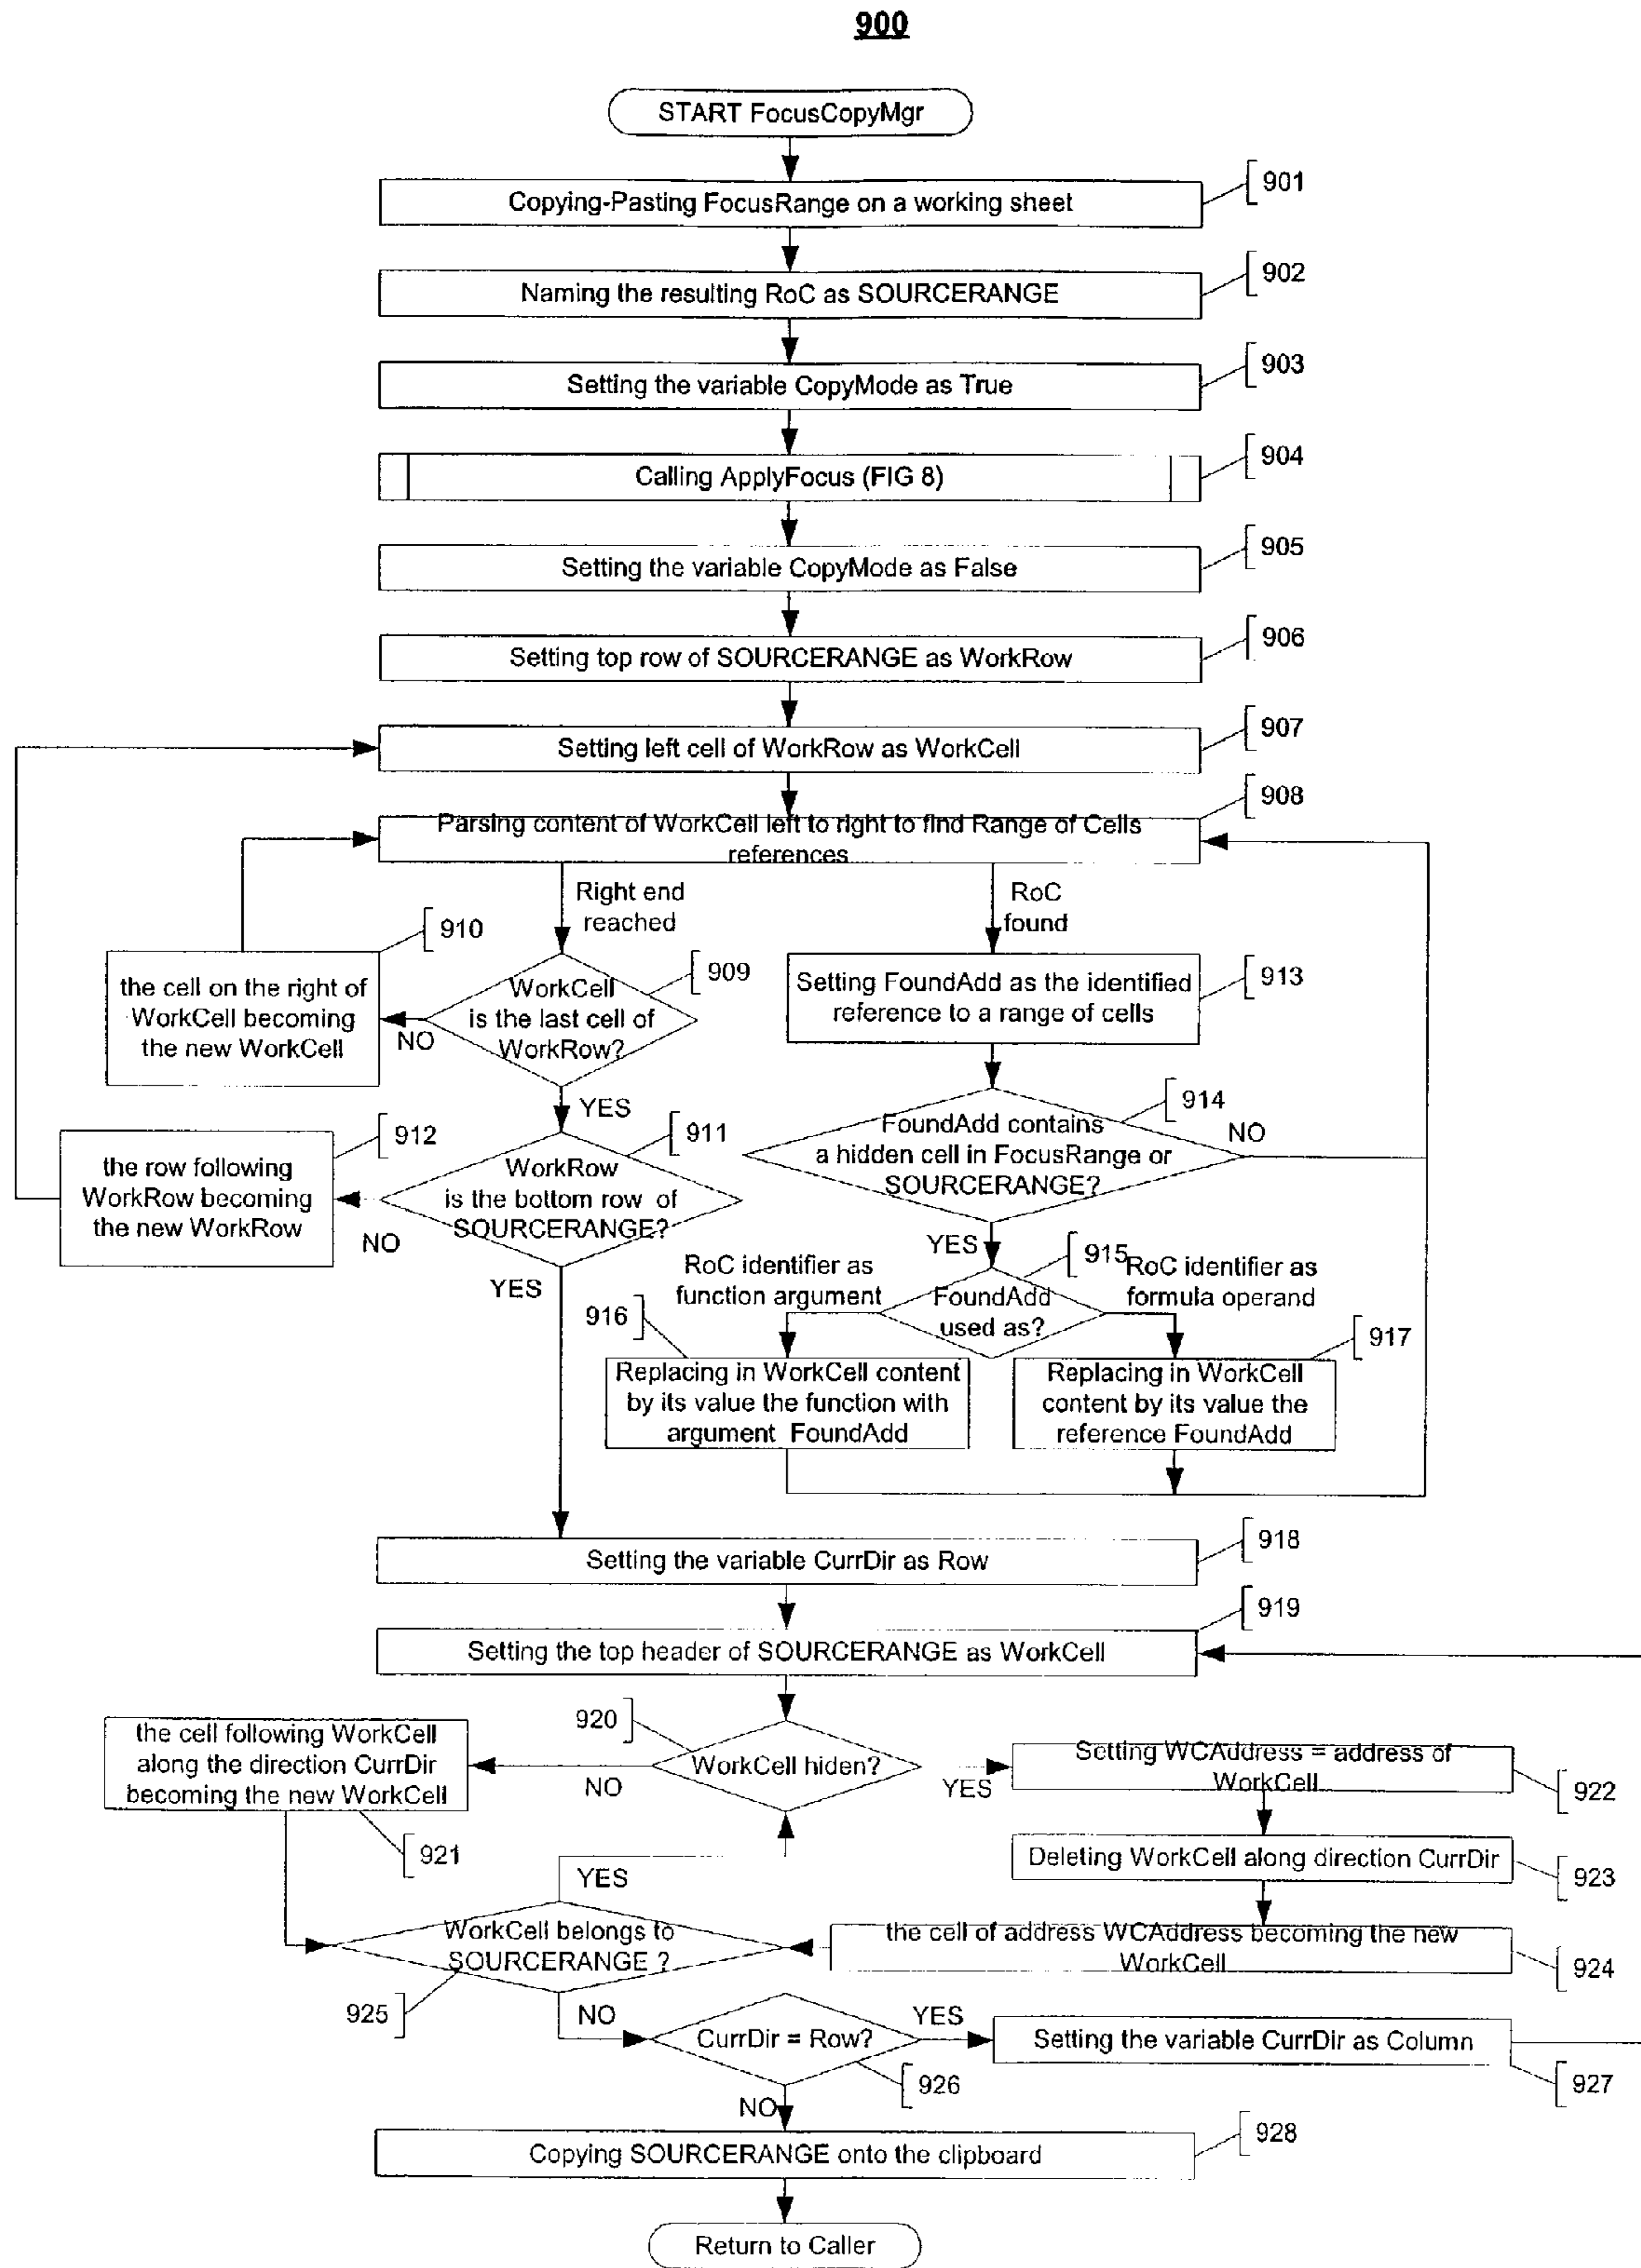 900
START FocusCopyMgr
Copying-Pasting FocusRange on a working sheet
901
Naming the resulting RoC as SOURCERANGE
902
Setting the variable CopyMode as True
903
Calling ApplyFocus (FIG 8)
904
Setting the variable CopyMode as False
905
Setting top row of SOURCERANGE as WorkRow
906
Setting left cell of WorkRow as WorkCell
907
Parsing content of WorkCell left to right to find Range of Cells
references
908
Right end
reached
RoC
found
the cell on the right of
WorkCell becoming
the new WorkCell
910
NO
WorkCell
is the last cell of
WorkRow?
909
Setting FoundAdd as the identified
reference to a range of cells
913
YES
the row following
WorkRow becoming
the new WorkRow
912
NO
WorkRow
is the bottom row of
SOURCERANGE?
911
YES
FoundAdd contains
a hidden cell in FocusRange or
SOURCERANGE?
914
NO
YES
RoC identifier as
function argument
FoundAdd
used as?
915
RoC identifier as
formula operand
916
Replacing in WorkCell content
by its value the function with
argument FoundAdd
Replacing in WorkCell
content by its value the
reference FoundAdd
917
Setting the variable CurrDir as Row
918
Setting the top header of SOURCERANGE as WorkCell
919
the cell following WorkCell
along the direction CurrDir
becoming the new WorkCell
921
NO
920
WorkCell hiden?
YES
Setting WCAddress = address of
WorkCell
922
Deleting WorkCell along direction CurrDir
923
YES
WorkCell belongs to
SOURCERANGE ?
925
the cell of address WCAddress becoming the new
WorkCell
924
NO
CurrDir = Row?
926
YES
Setting the variable CurrDir as Column
927
NO
Copying SOURCERANGE onto the clipboard
928
Return to Caller